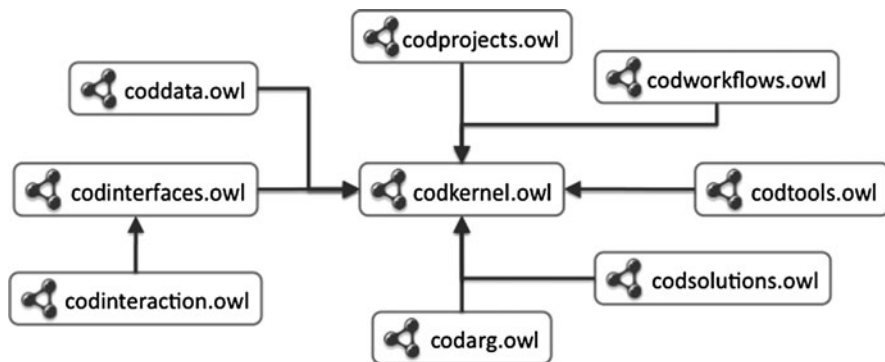 codprojects.owl
coddata.owl
codworkflows.owl
codinterfaces.owl
codkernel.owl
codtools.owl
codinteraction.owl
codsolutions.owl
codarg.owl